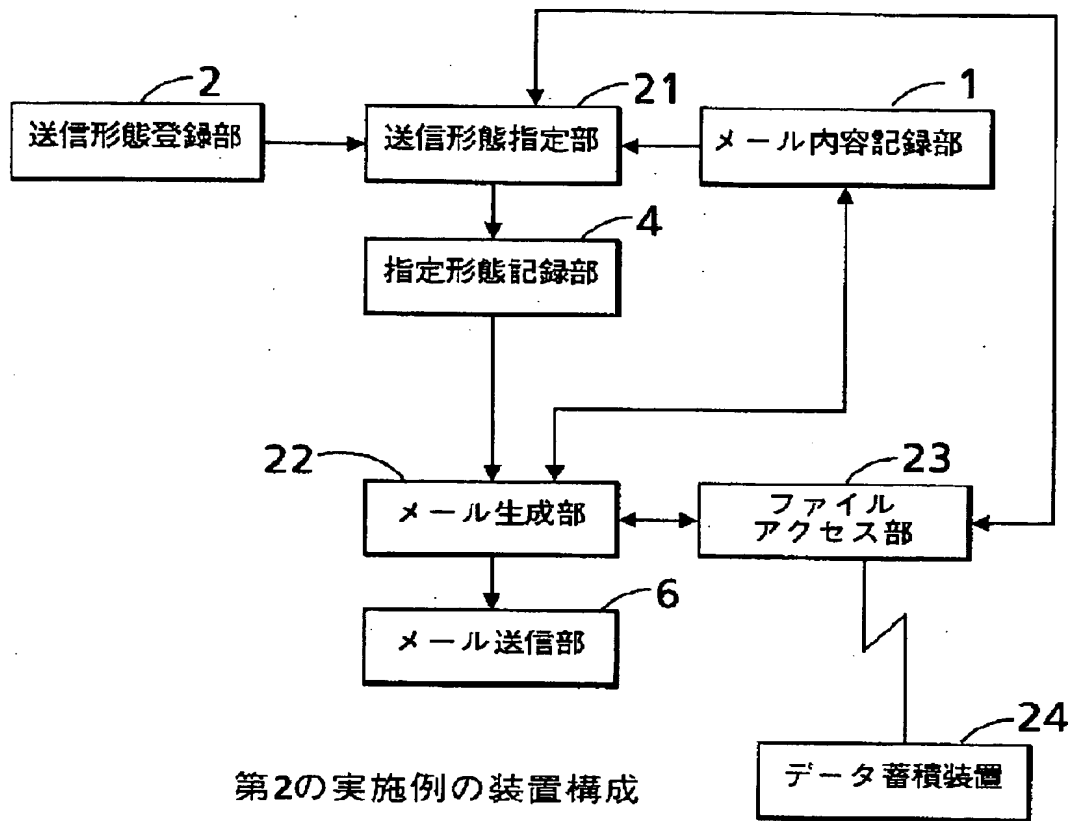 2
21
1
送信形態登録部
送信形態指定部
メール内容記録部
4
指定形態記録部
22
23
メール生成部
ファイル
アクセス部
6
メール送信部
24
データ蓄積装置
第2の実施例の装置構成